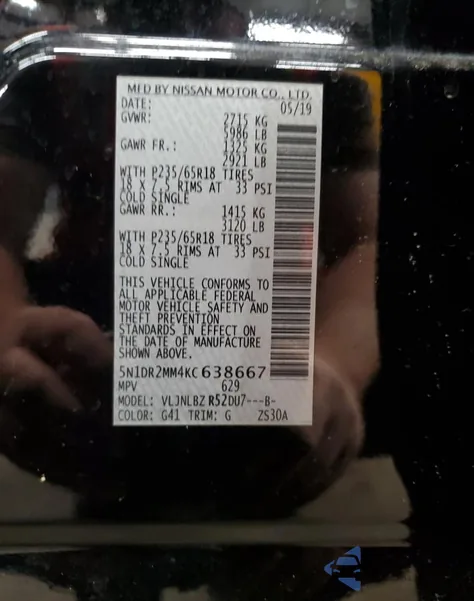 MFD BY NISSAN MOTOR CO., LTD.
DATE: 05/19
GVWR: 2715 KG
5986 LB
GAWR FR.: 1325 KG
2921 LB
WITH P235/65R18 TIRES
18 X 7.5 RIMS AT 33 PSI
COLD SINGLE
GAWR RR.: 1415 KG
3120 LB
WITH P235/65R18 TIRES
18 X 7.5 RIMS AT 33 PSI
COLD SINGLE
THIS VEHICLE CONFORMS TO
ALL APPLICABLE FEDERAL
MOTOR VEHICLE SAFETY AND
THEFT PREVENTION
STANDARDS IN EFFECT ON
THE DATE OF MANUFACTURE
SHOWN ABOVE.
5N1DR2MM4KC638667
MPV 629
MODEL: VLJNLBZ R52DU7---B-
COLOR: G41 TRIM: G ZS30A